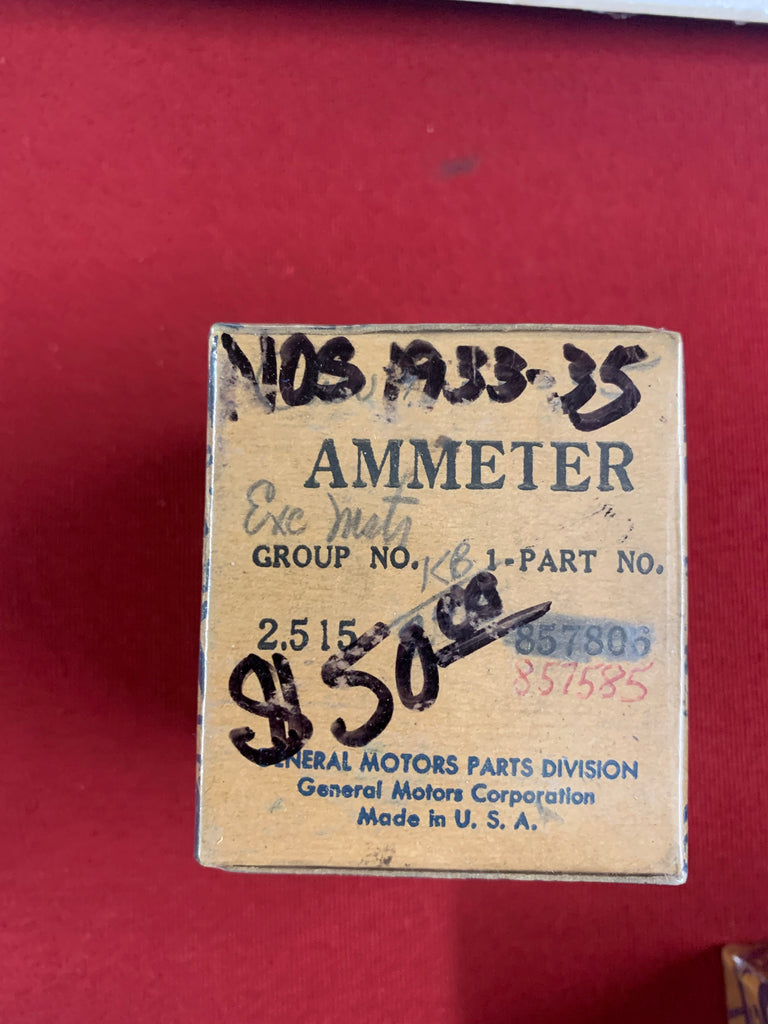 NOS 1933-35
AMMETER
Exc
GROUP NO. KB 1-PART NO.
2.515 857806
$150.00 857585
GENERAL MOTORS PARTS DIVISION
General Motors Corporation
Made in U. S. A.